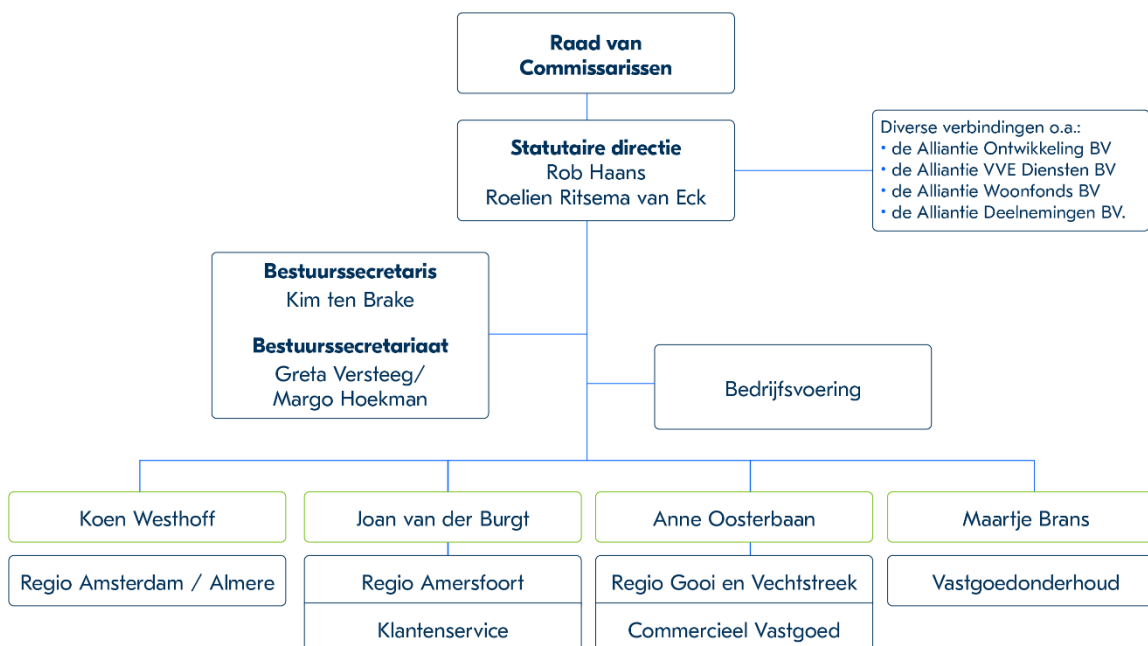 Raad van
Commissarissen
Statutaire directie
Rob Haans
Roelien Ritsema van Eck
Diverse verbindingen o.a.:
• de Alliantie Ontwikkeling BV
• de Alliantie VVE Diensten BV
• de Alliantie Woonfonds BV
• de Alliantie Deelnemingen BV.
Bestuurssecretaris
Kim ten Brake
Bestuurssecretariaat
Greta Versteeg/
Margo Hoekman
Bedrijfsvoering
Koen Westhoff
Joan van der Burgt
Anne Oosterbaan
Maartje Brans
Regio Amsterdam / Almere
Regio Amersfoort
Regio Gooi en Vechtstreek
Vastgoedonderhoud
Klantenservice
Commercieel Vastgoed